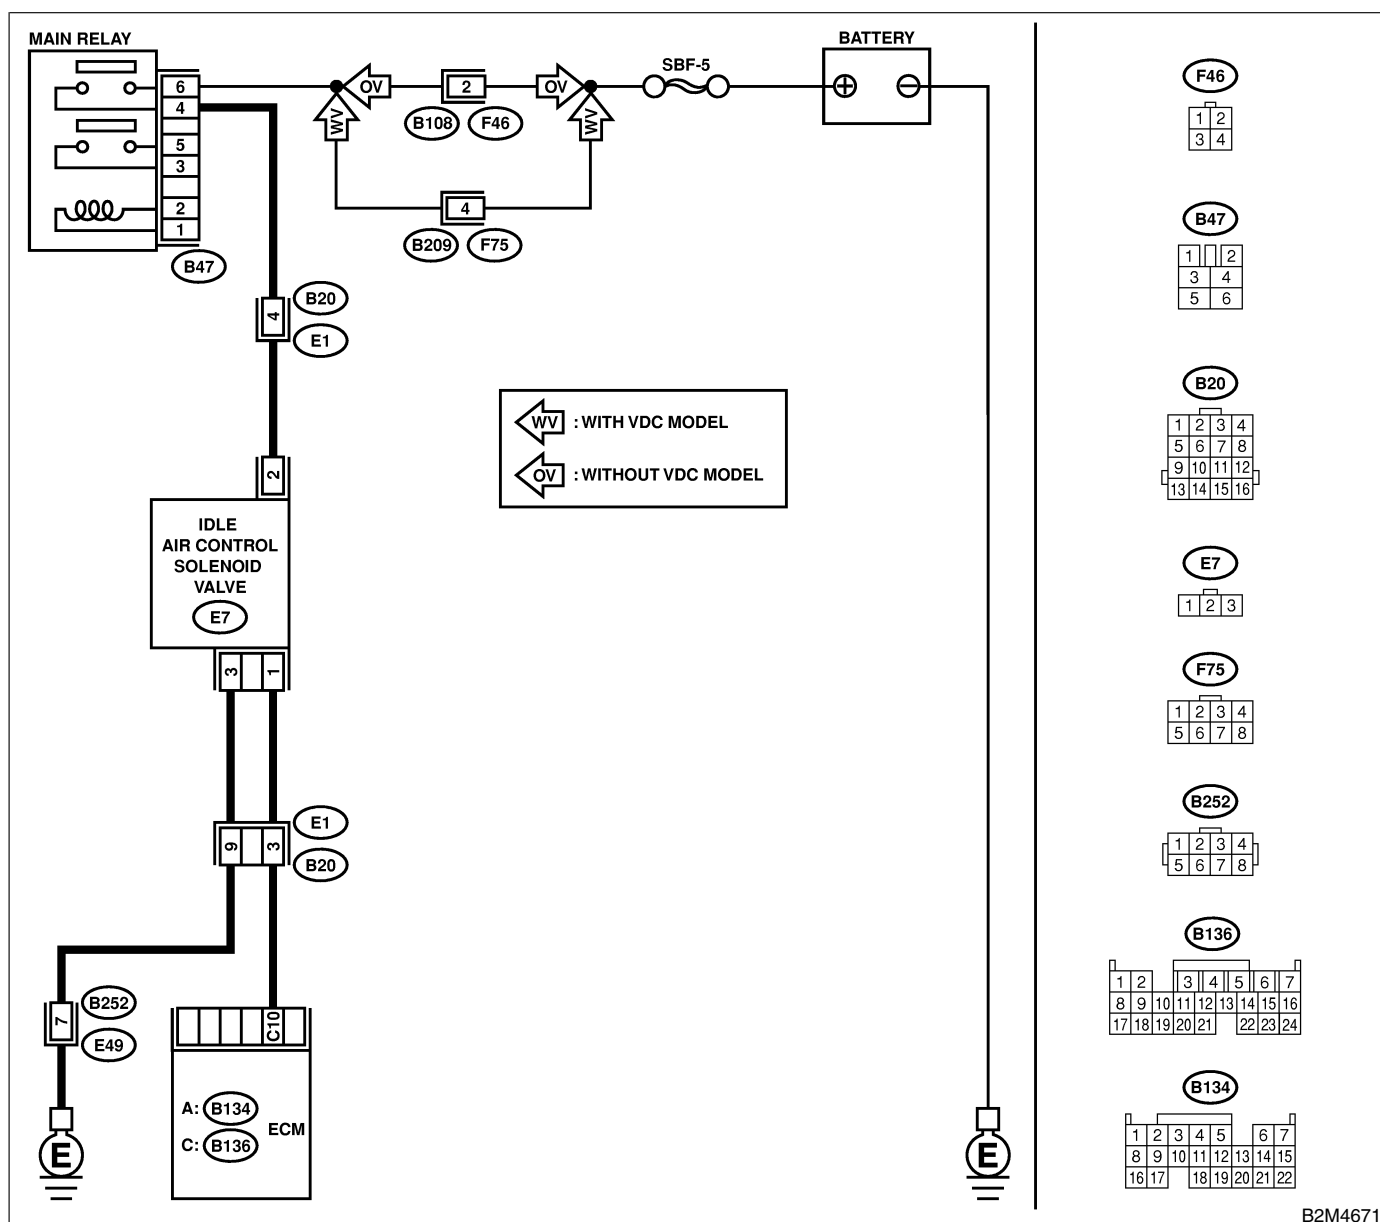 MAIN RELAY
BATTERY
SBF-5
6
4
5
3
2
1
B47
OV
2
OV
WV
WV
B108
F46
4
B209
F75
4
B20
E1
WV : WITH VDC MODEL
OV : WITHOUT VDC MODEL
2
IDLE
AIR CONTROL
SOLENOID
VALVE
E7
3 1
E1
9 3
B20
B252
7
E49
C10
A: B134
C: B136
ECM
E
E
F46
1 2
3 4
B47
1 2
3 4
5 6
B20
1 2 3 4
5 6 7 8
9 10 11 12
13 14 15 16
E7
1 2 3
F75
1 2 3 4
5 6 7 8
B252
1 2 3 4
5 6 7 8
B136
1 2 3 4 5 6 7
8 9 10 11 12 13 14 15 16
17 18 19 20 21 22 23 24
B134
1 2 3 4 5 6 7
8 9 10 11 12 13 14 15
16 17 18 19 20 21 22
B2M4671